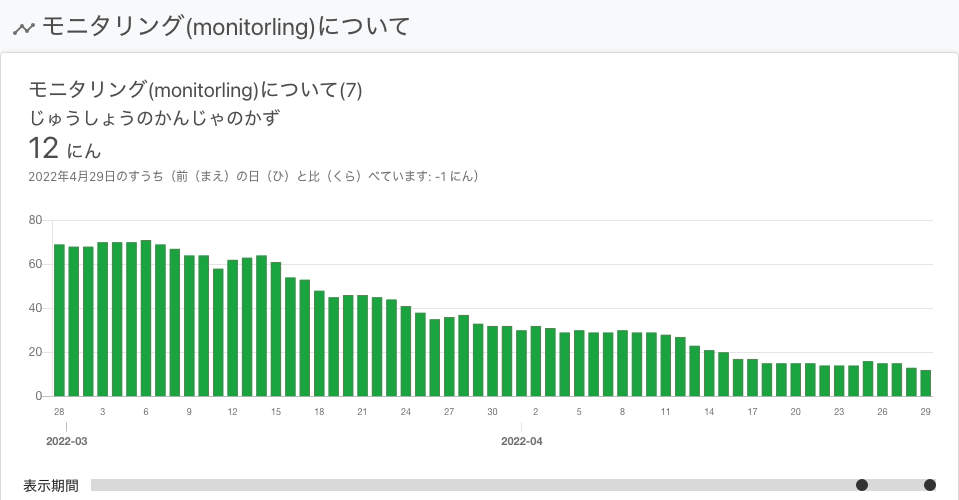 モニタリング(monitorling)について
モニタリング(monitorling)について(7)
じゅうしょうのかんじゃのかず
12 にん
2022年4月29日のすうち（前（まえ）の日（ひ）と比（くら）べています: -1 にん）
80
60
40
20
0
28 3 6 9 12 15 18 21 24 27 30 2 5 8 11 14 17 20 23 26 29
2022-03 2022-04
表示期間